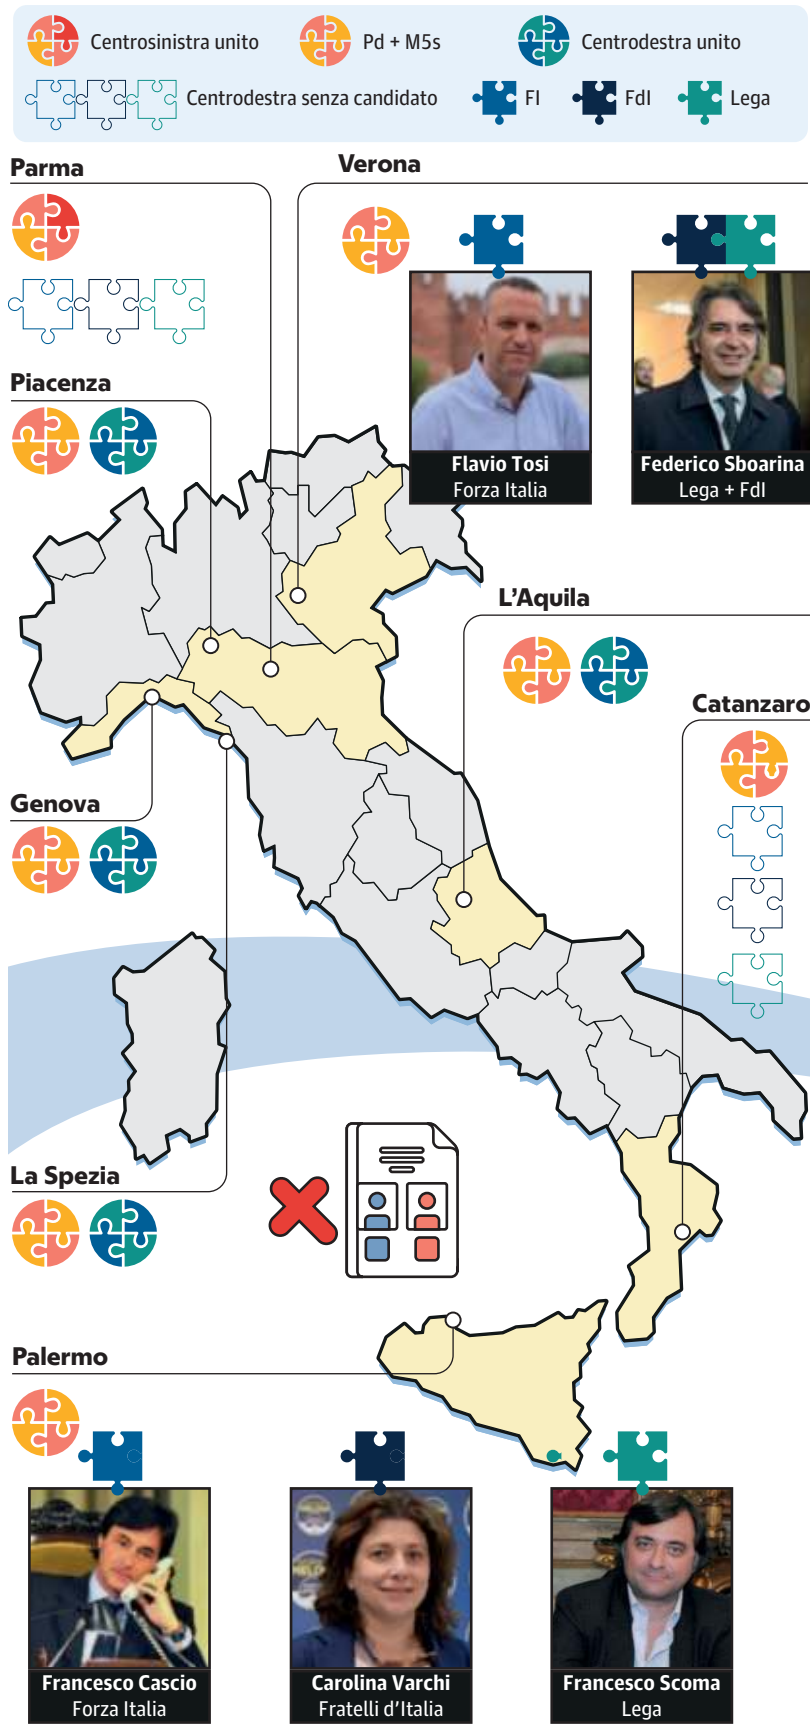 Centrosinistra unito
Pd + M5s
Centrodestra unito
Centrodestra senza candidato
FI
FdI
Lega
Parma
Verona
Flavio Tosi
Forza Italia
Federico Sboarina
Lega + FdI
Piacenza
L'Aquila
Catanzaro
Genova
La Spezia
Palermo
Francesco Cascio
Forza Italia
Carolina Varchi
Fratelli d'Italia
Francesco Scoma
Lega